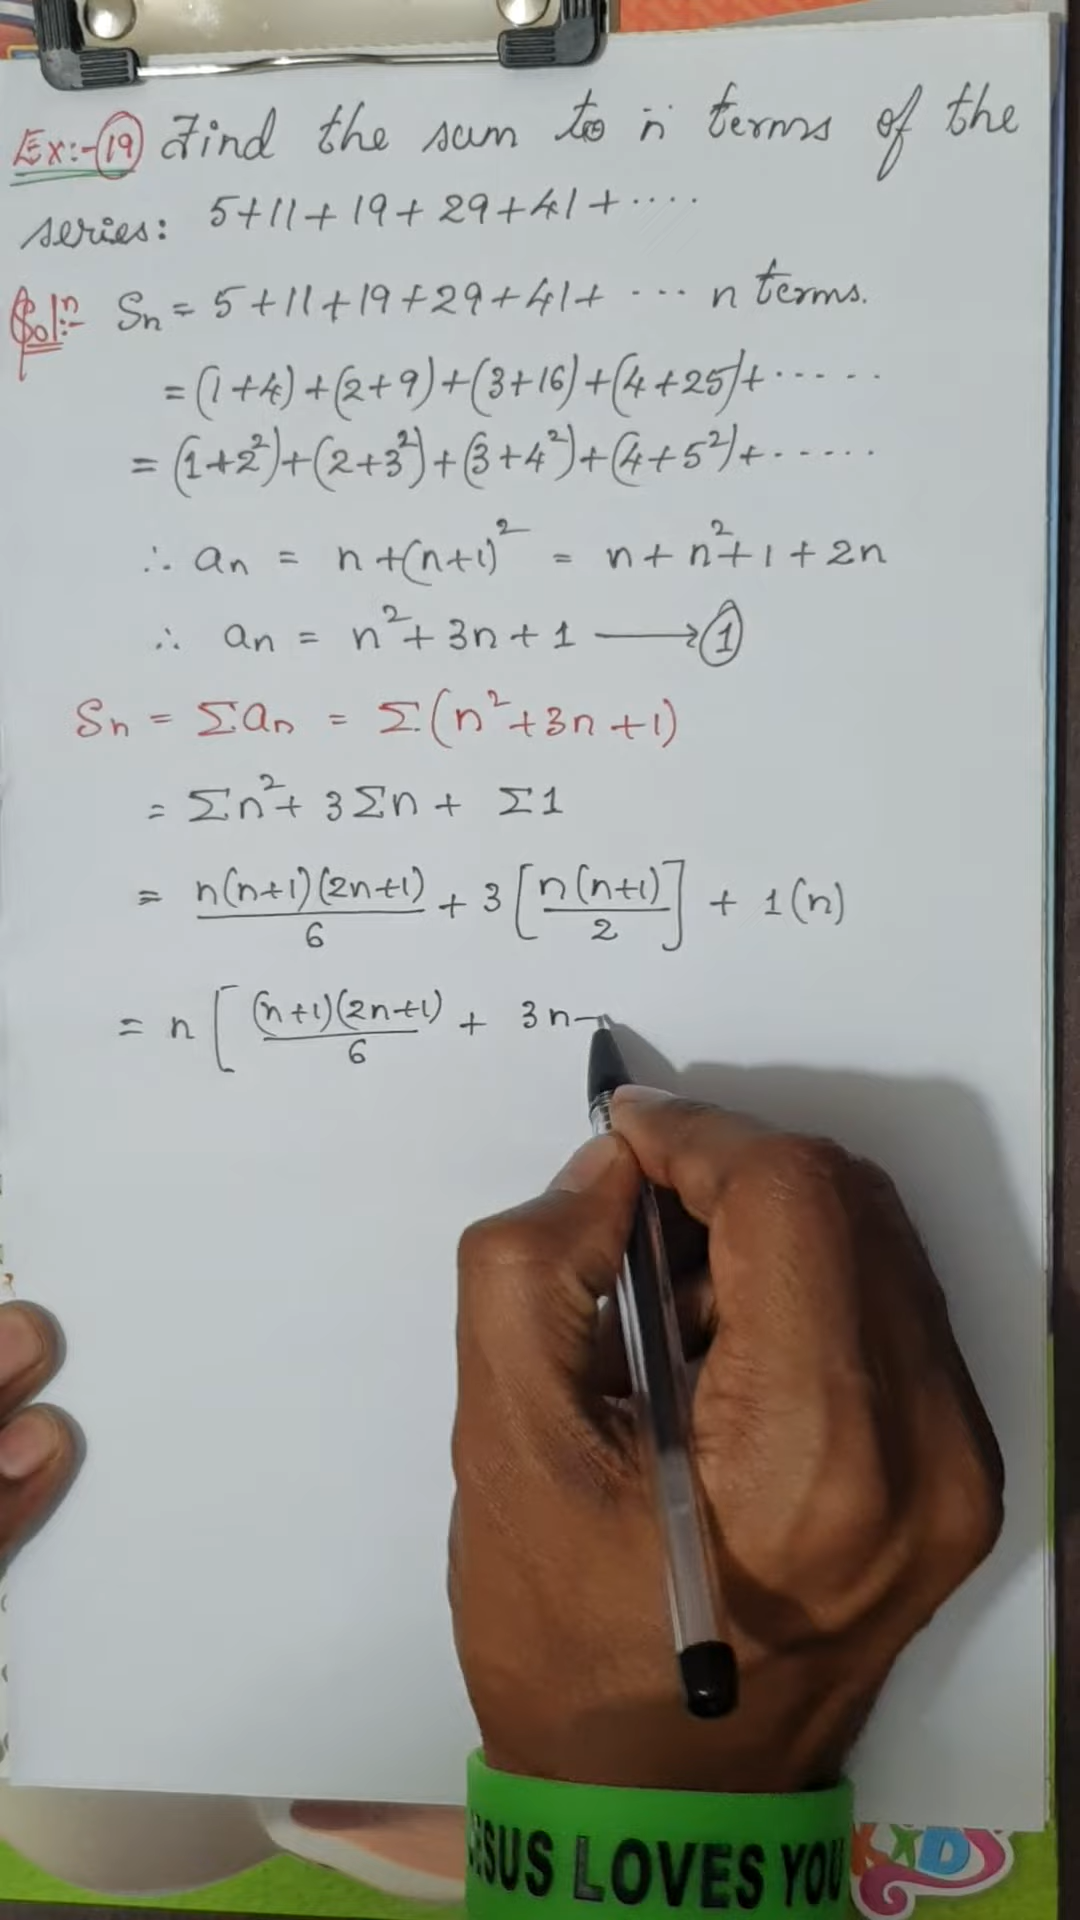 Ex:-(19) Find the sum to n terms of the
series: 5+11+19+29+41+....
Solⁿ:- Sn = 5+11+19+29+41+ ... n terms.
= (1+4)+(2+9)+(3+16)+(4+25)+.....
= (1+2²)+(2+3²)+(3+4²)+(4+5²)+......
∴ an = n+(n+1)² = n+n²+1+2n
∴ an = n²+3n+1 ⟶ ①
Sn = Σan = Σ(n²+3n+1)
= Σn²+3Σn+ Σ1
= n(n+1)(2n+1)/6 + 3[n(n+1)/2] + 1(n)
= n[(n+1)(2n+1)/6 + 3n-
SUS LOVES YOU